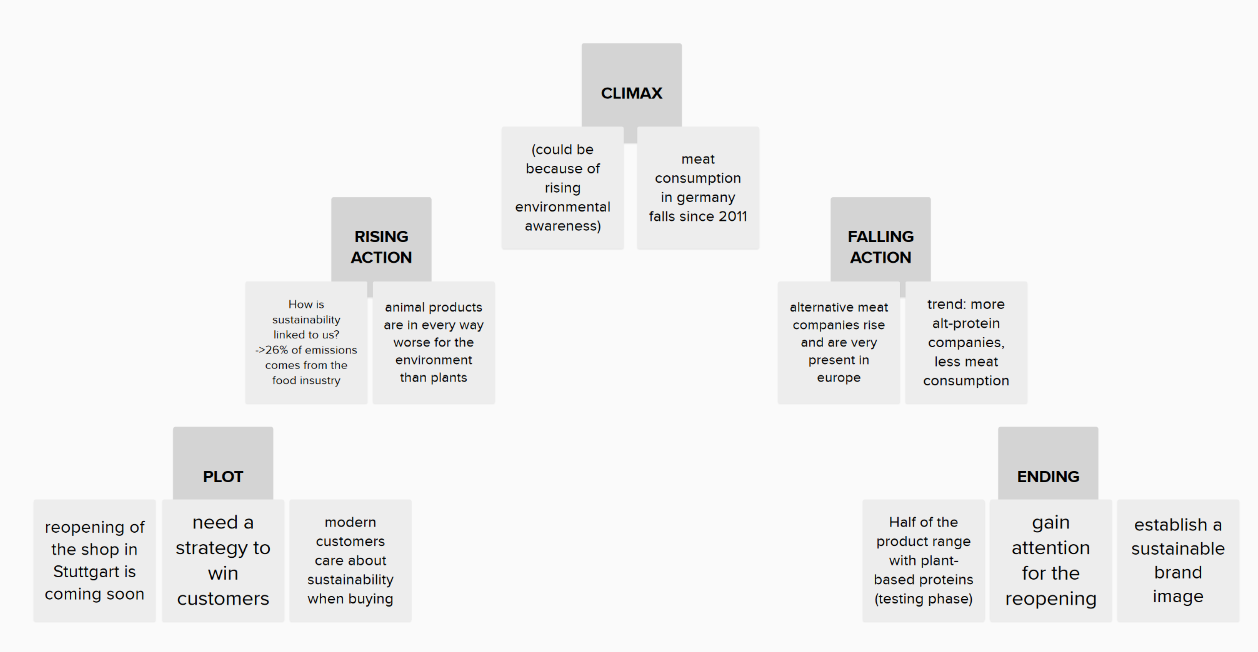 CLIMAX
(could be
because of
rising
environmental
awareness)
meat
consumption
in germany
falls since 2011
RISING
ACTION
How is
sustainability
linked to us?
->26% of emissions
comes from the
food insustry
animal products
are in every way
worse for the
environment
than plants
FALLING
ACTION
alternative meat
companies rise
and are very
present in
europe
trend: more
alt-protein
companies,
less meat
consumption
PLOT
reopening of
the shop in
Stuttgart is
coming soon
need a
strategy to
win
customers
modern
customers
care about
sustainability
when buying
ENDING
Half of the
product range
with plant-
based proteins
(testing phase)
gain
attention
for the
reopening
establish a
sustainable
brand
image